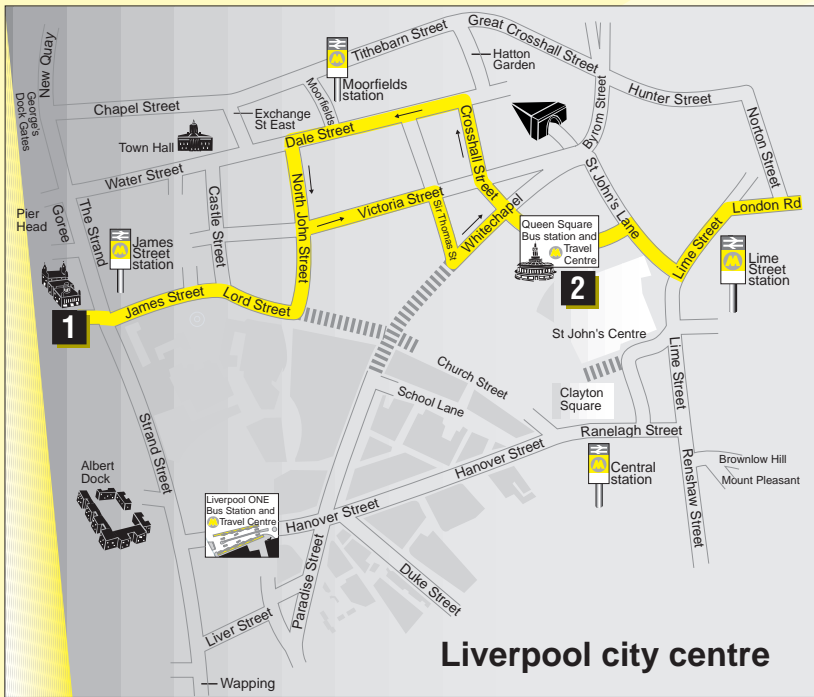 New Quay
George's
Dock Gates
Tithebarn Street
Great Crosshall Street
Hatton
Garden
Moorfields
station
Moorfields
Chapel Street
Exchange
St East
Hunter Street
Byrom Street
Norton Street
Town Hall
Dale Street
Crosshall Street
Water Street
St John's Lane
Castle Street
North John Street
Victoria Street
Sir Thomas St
Whitechapel
London Rd
Pier
Head
Goree
The Strand
James
Street
station
Queen Square
Bus station and
Travel
Centre
Lime Street
Lime
Street
station
1
James Street
Lord Street
2
St John's Centre
Church Street
School Lane
Clayton
Square
Lime Street
Ranelagh Street
Strand Street
Hanover Street
Central
station
Brownlow Hill
Mount Pleasant
Renshaw Street
Albert
Dock
Liverpool ONE
Bus Station and
Travel Centre
Hanover Street
Paradise Street
Duke Street
Liver Street
Wapping
Liverpool city centre